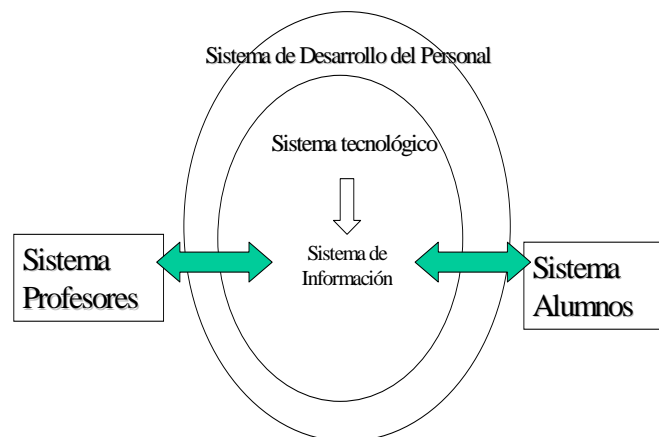 Sistema de Desarrollo del Personal
Sistema tecnológico
Sistema de
Información
Sistema
Profesores
Sistema
Alumnos